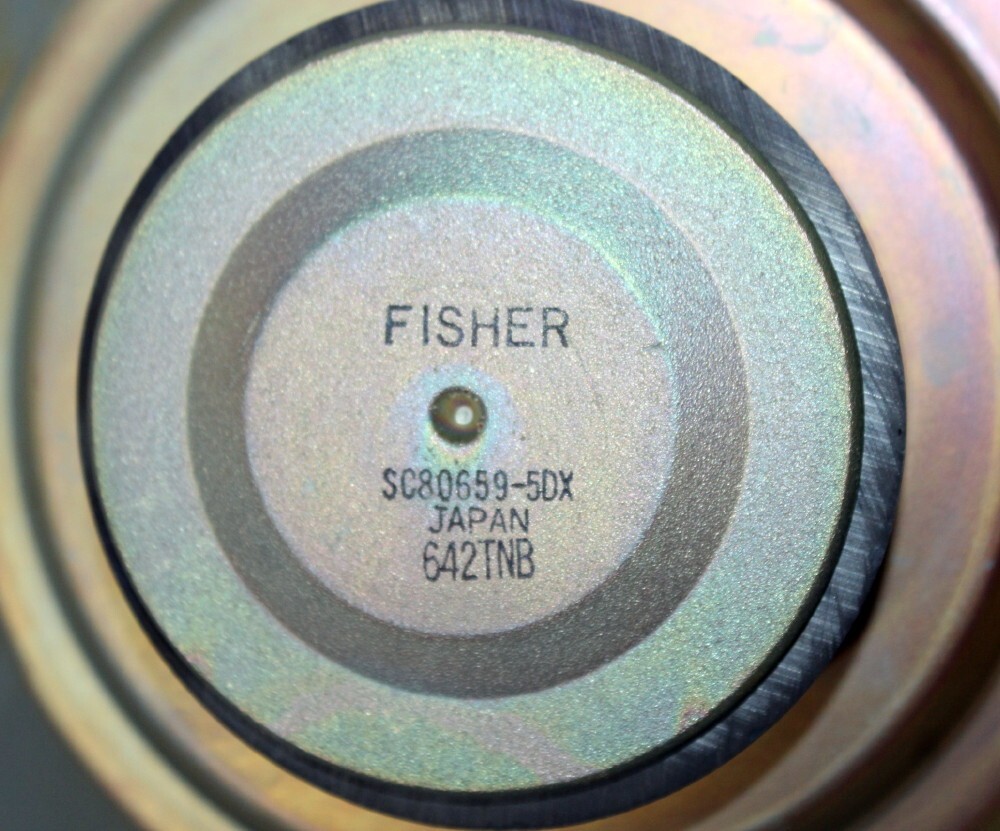 FISHER
SC80659-5DX
JAPAN
642TNB